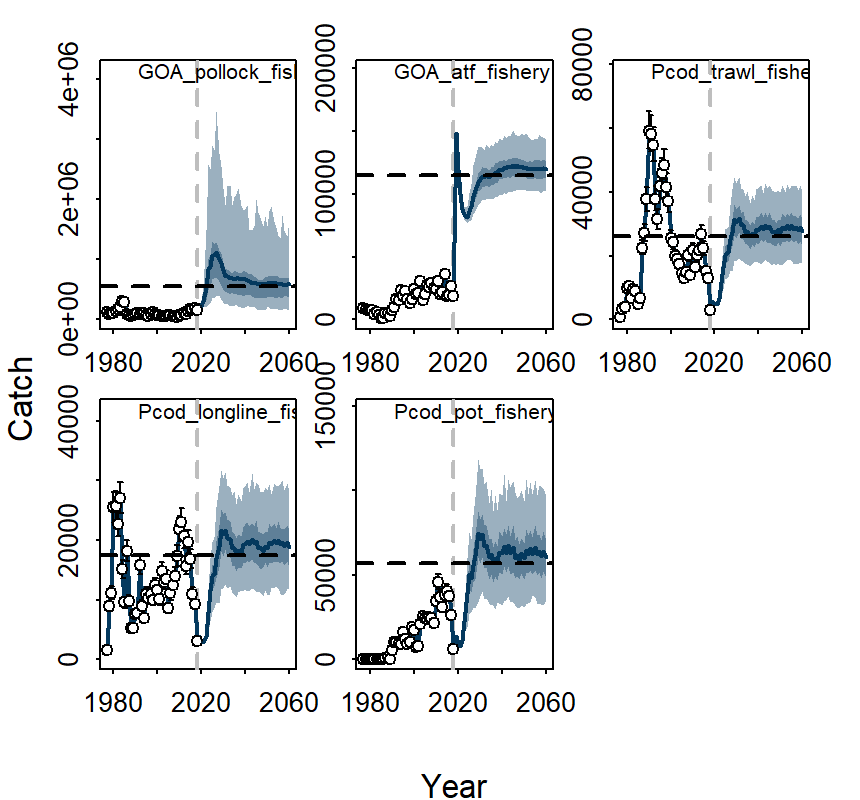 GOA_pollock_fish
0e+00 2e+06 4e+06
1980 2020 2060
GOA_atf_fishery
0 100000 200000
1980 2020 2060
Pcod_trawl_fishe
0 40000 80000
1980 2020 2060
Catch
Pcod_longline_fis
0 20000 40000
1980 2020 2060
Pcod_pot_fishery
0 50000 150000
1980 2020 2060
Year